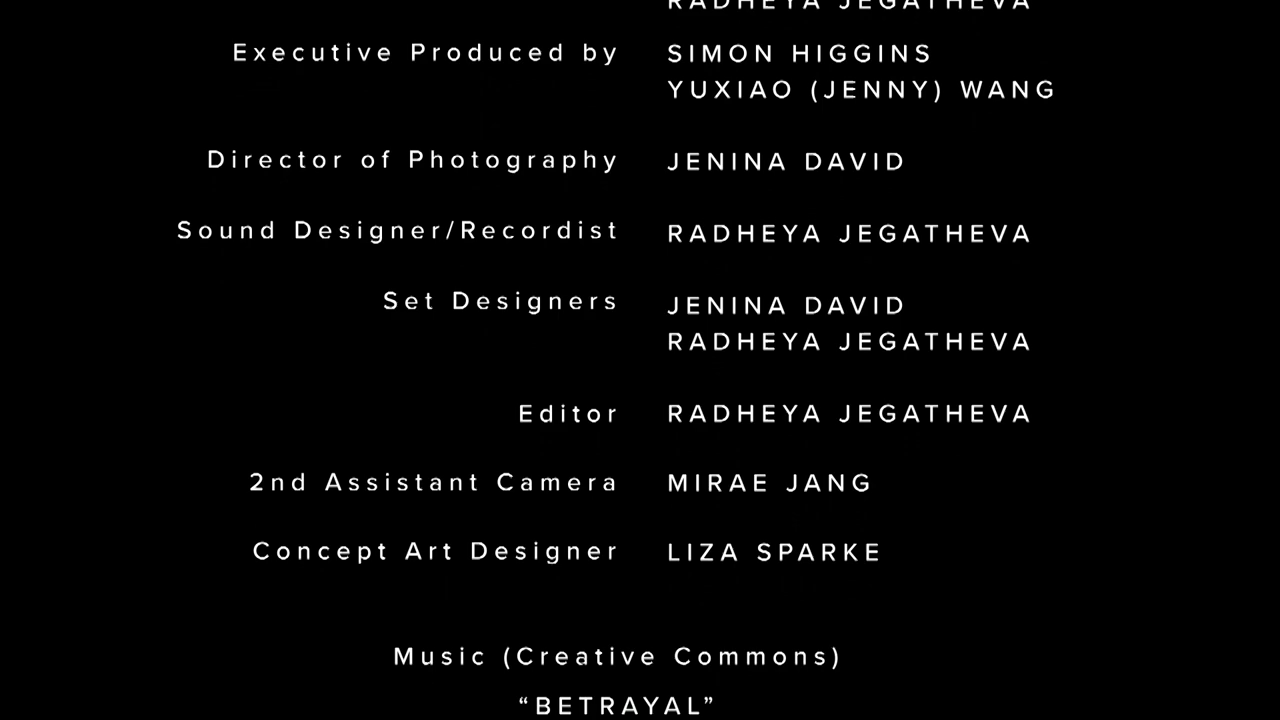 RADHEYA JEGATHEVA
Executive Produced by SIMON HIGGINS
YUXIAO (JENNY) WANG
Director of Photography JENINA DAVID
Sound Designer/Recordist RADHEYA JEGATHEVA
Set Designers JENINA DAVID
RADHEYA JEGATHEVA
Editor RADHEYA JEGATHEVA
2nd Assistant Camera MIRAE JANG
Concept Art Designer LIZA SPARKE
Music (Creative Commons)
“BETRAYAL”